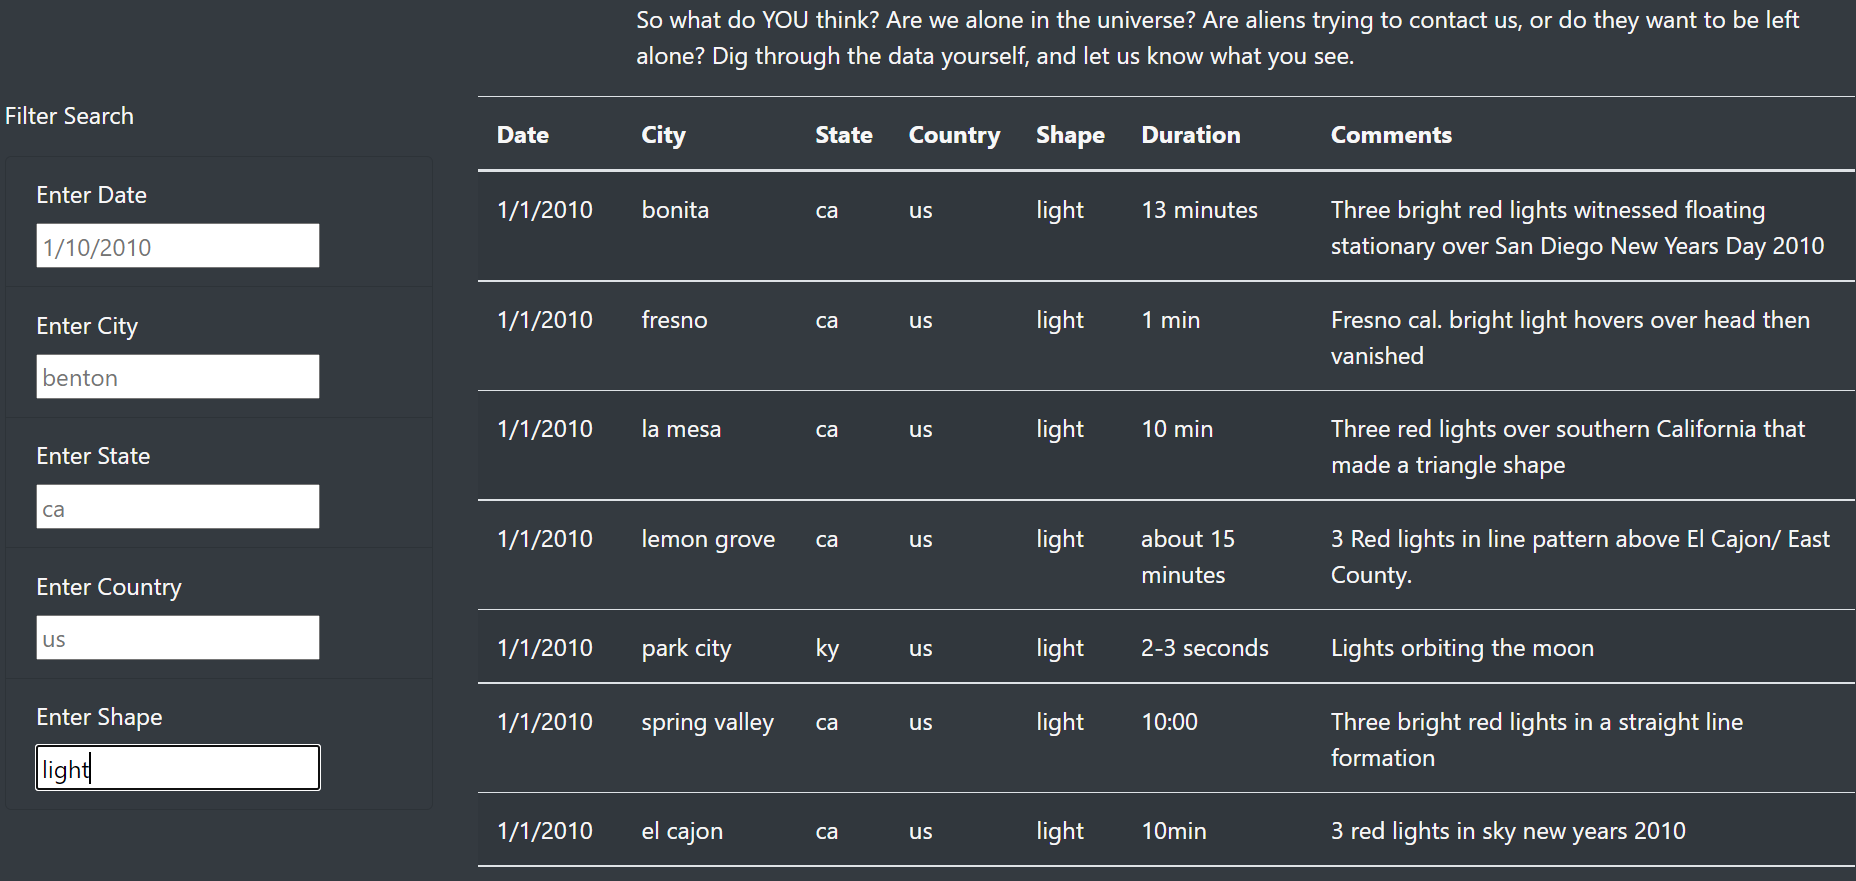 So what do YOU think? Are we alone in the universe? Are aliens trying to contact us, or do they want to be left
alone? Dig through the data yourself, and let us know what you see.
Filter Search
Enter Date
1/10/2010
Enter City
benton
Enter State
ca
Enter Country
us
Enter Shape
light
Date City State Country Shape Duration Comments
1/1/2010 bonita ca us light 13 minutes Three bright red lights witnessed floating
stationary over San Diego New Years Day 2010
1/1/2010 fresno ca us light 1 min Fresno cal. bright light hovers over head then
vanished
1/1/2010 la mesa ca us light 10 min Three red lights over southern California that
made a triangle shape
1/1/2010 lemon grove ca us light about 15 3 Red lights in line pattern above El Cajon/ East
minutes County.
1/1/2010 park city ky us light 2-3 seconds Lights orbiting the moon
1/1/2010 spring valley ca us light 10:00 Three bright red lights in a straight line
formation
1/1/2010 el cajon ca us light 10min 3 red lights in sky new years 2010